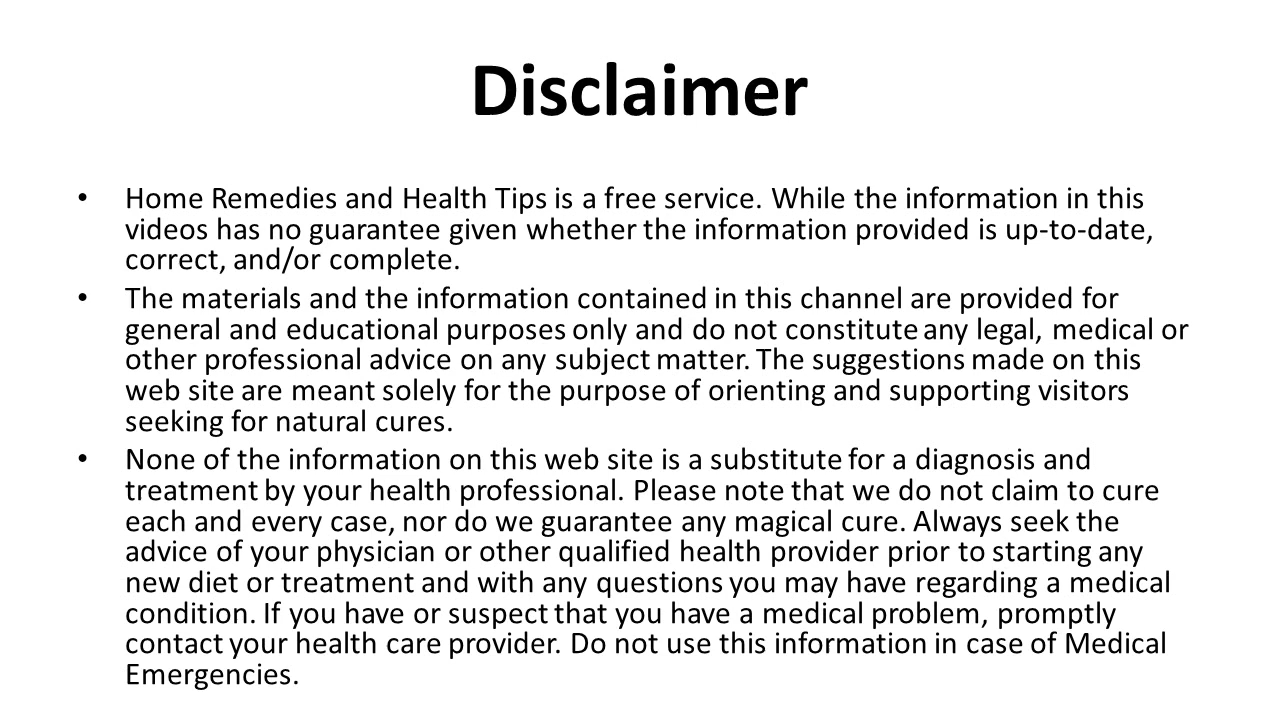 Disclaimer
• Home Remedies and Health Tips is a free service. While the information in this
videos has no guarantee given whether the information provided is up-to-date,
correct, and/or complete.
• The materials and the information contained in this channel are provided for
general and educational purposes only and do not constitute any legal, medical or
other professional advice on any subject matter. The suggestions made on this
web site are meant solely for the purpose of orienting and supporting visitors
seeking for natural cures.
• None of the information on this web site is a substitute for a diagnosis and
treatment by your health professional. Please note that we do not claim to cure
each and every case, nor do we guarantee any magical cure. Always seek the
advice of your physician or other qualified health provider prior to starting any
new diet or treatment and with any questions you may have regarding a medical
condition. If you have or suspect that you have a medical problem, promptly
contact your health care provider. Do not use this information in case of Medical
Emergencies.